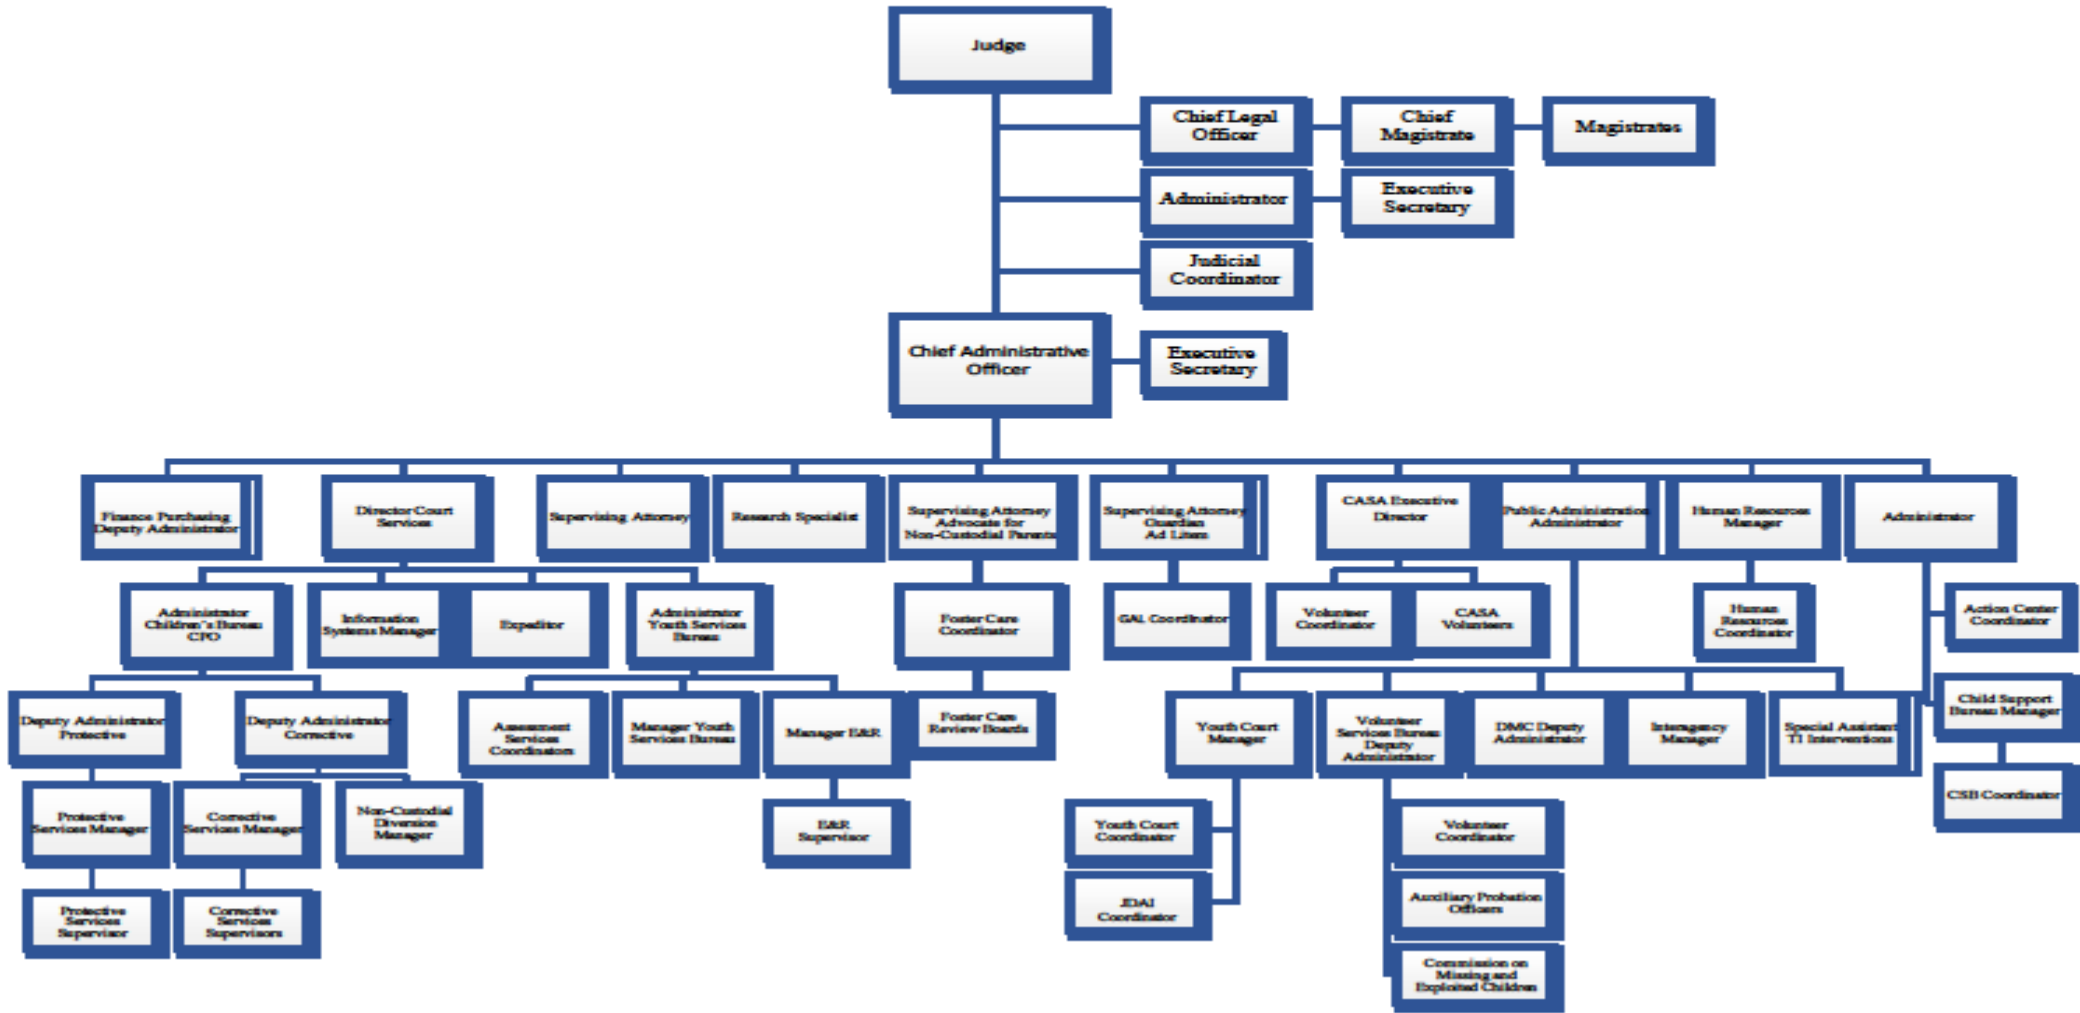 Judge
Chief Legal
Officer
Chief
Magistrate
Magistrates
Administrator
Executive
Secretary
Judicial
Coordinator
Chief Administrative
Officer
Executive
Secretary
Finance Purchasing
Deputy Administrator
Director Court
Services
Supervising Attorney
Research Specialist
Supervising Attorney
Advocate for
Non-Custodial Parents
Supervising Attorney
Guardian
Ad Litem
CASA Executive
Director
Public Administration
Administrator
Human Resources
Manager
Administrator
Administrator
Children's Bureau
CPO
Information
Systems Manager
Expeditor
Administrator
Youth Services
Bureau
Foster Care
Coordinator
GAL Coordinator
Volunteer
Coordinator
CASA
Volunteers
Human
Resources
Coordinator
Action Center
Coordinator
Deputy Administrator
Protective
Deputy Administrator
Corrective
Assessment
Services
Coordinators
Manager Youth
Services Bureau
Manager E&R
Foster Care
Review Boards
Youth Court
Manager
Volunteer
Services Bureau
Deputy
Administrator
DMC Deputy
Administrator
Interagency
Manager
Special Assistant
TI Interventions
Child Support
Bureau Manager
Protective
Services Manager
Corrective
Services Manager
Non-Custodial
Diversion
Manager
E&R
Supervisor
Youth Court
Coordinator
Volunteer
Coordinator
CSB Coordinator
Protective
Services
Supervisor
Corrective
Services
Supervisors
JDAI
Coordinator
Auxiliary Probation
Officers
Commission on
Missing and
Exploited Children